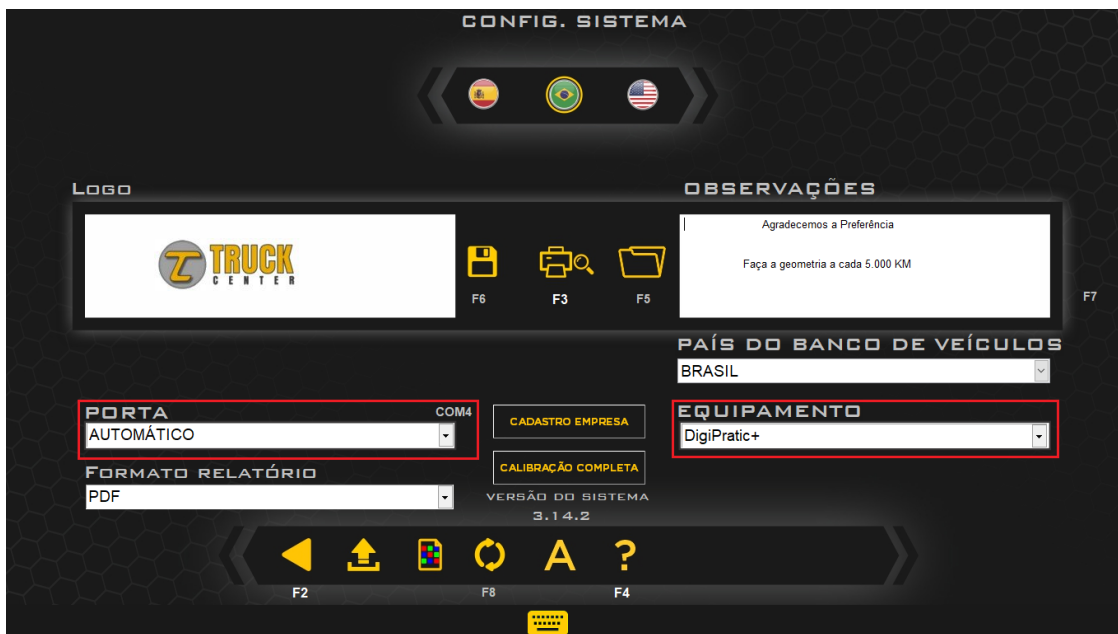 CONFIG. SISTEMA
LOGO
OBSERVAÇÕES
TRUCK
CENTER
Agradecemos a Preferência
Faça a geometria a cada 5.000 KM
F6
F3
F5
F7
PAÍS DO BANCO DE VEÍCULOS
BRASIL
PORTA
COM4
AUTOMÁTICO
CADASTRO EMPRESA
EQUIPAMENTO
DigiPratic+
FORMATO RELATÓRIO
PDF
CALIBRAÇÃO COMPLETA
VERSÃO DO SISTEMA
3.14.2
A
?
F2
F8
F4